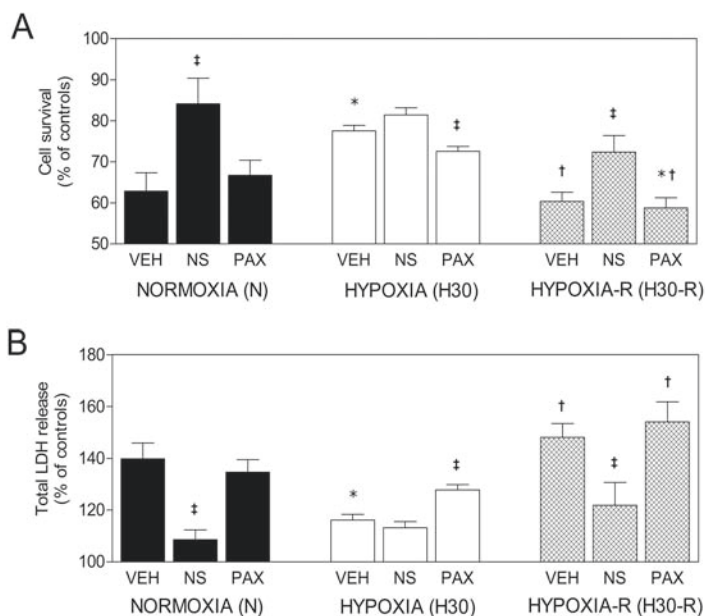 A
Cell survival
(% of controls)
100
90
80
70
60
50
‡
*
‡
†
‡
*†
VEH NS PAX VEH NS PAX VEH NS PAX
NORMOXIA (N) HYPOXIA (H30) HYPOXIA-R (H30-R)
B
Total LDH release
(% of controls)
180
160
140
120
100
‡
*
‡
†
‡
†
VEH NS PAX VEH NS PAX VEH NS PAX
NORMOXIA (N) HYPOXIA (H30) HYPOXIA-R (H30-R)